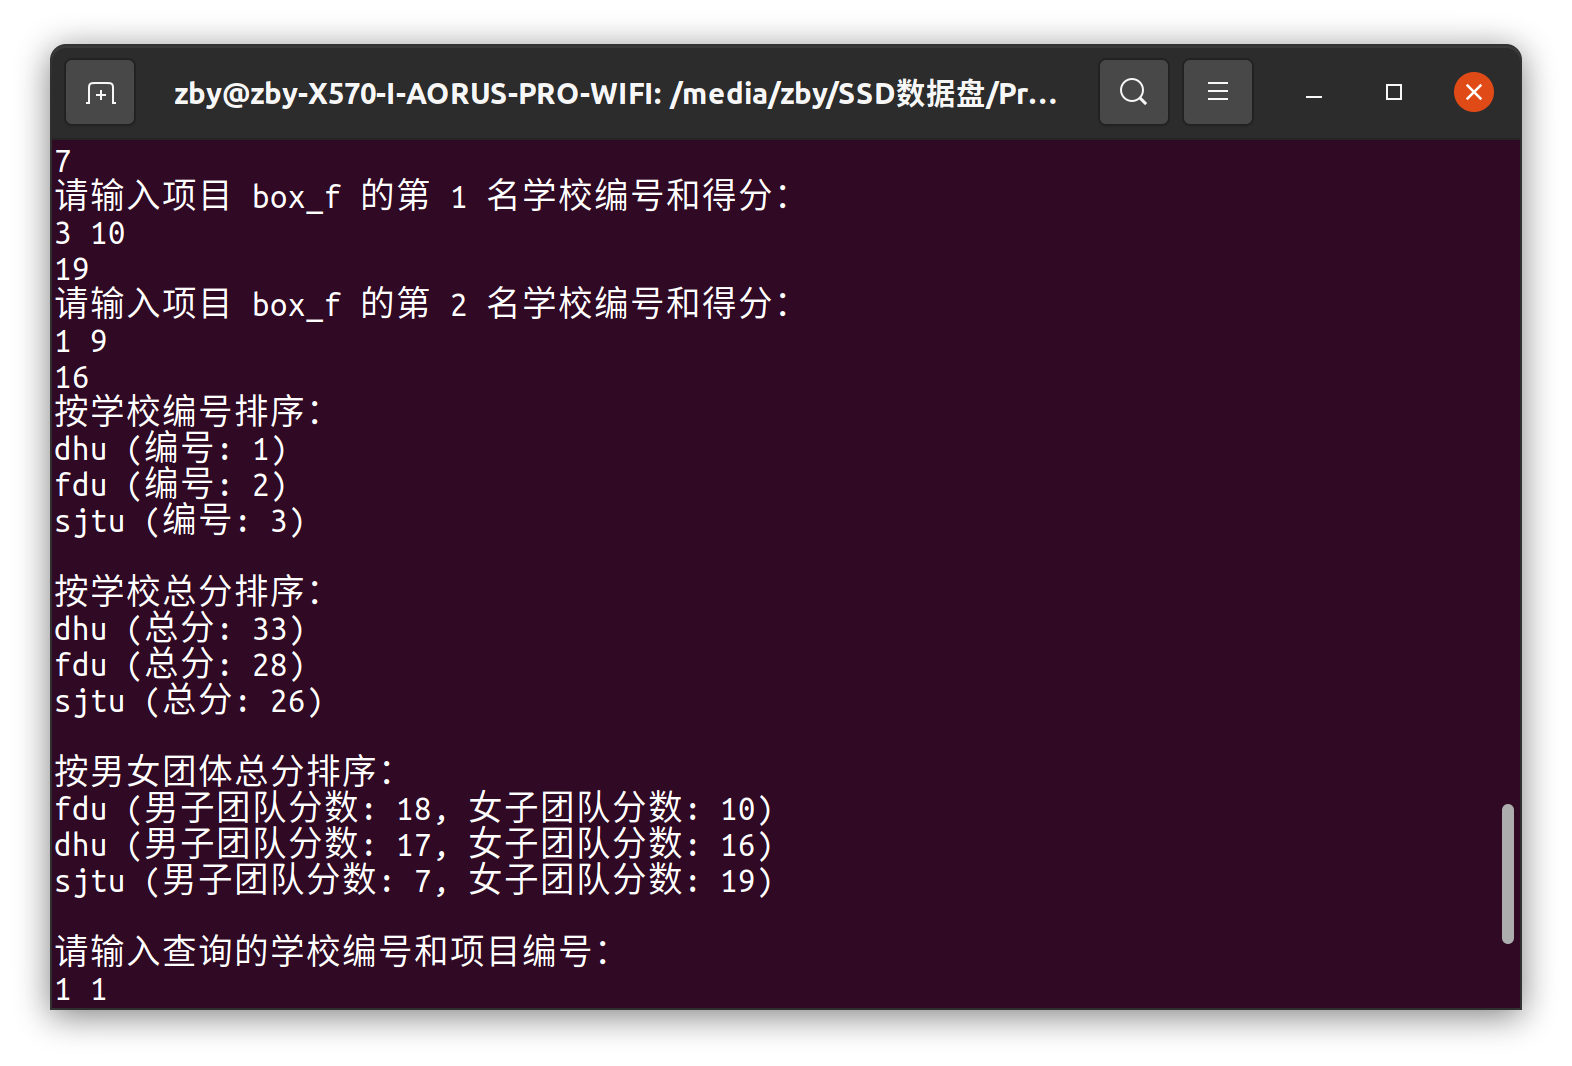 zby@zby-X570-I-AORUS-PRO-WIFI: /media/zby/SSD数据盘/Pr...
7
请输入项目 box_f 的第 1 名学校编号和得分:
3 10
19
请输入项目 box_f 的第 2 名学校编号和得分:
1 9
16
按学校编号排序:
dhu (编号: 1)
fdu (编号: 2)
sjtu (编号: 3)
按学校总分排序:
dhu (总分: 33)
fdu (总分: 28)
sjtu (总分: 26)
按男女团体总分排序:
fdu (男子团队分数: 18, 女子团队分数: 10)
dhu (男子团队分数: 17, 女子团队分数: 16)
sjtu (男子团队分数: 7, 女子团队分数: 19)
请输入查询的学校编号和项目编号:
1 1